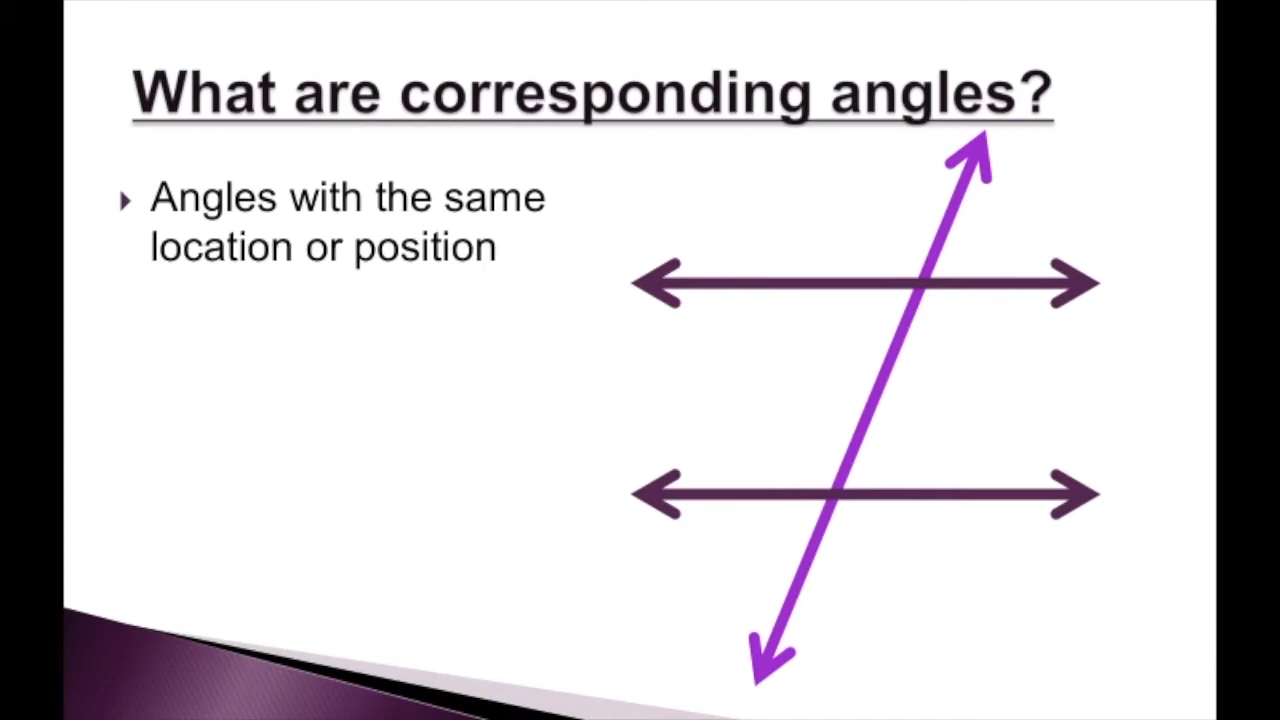 What are corresponding angles?
Angles with the same
location or position